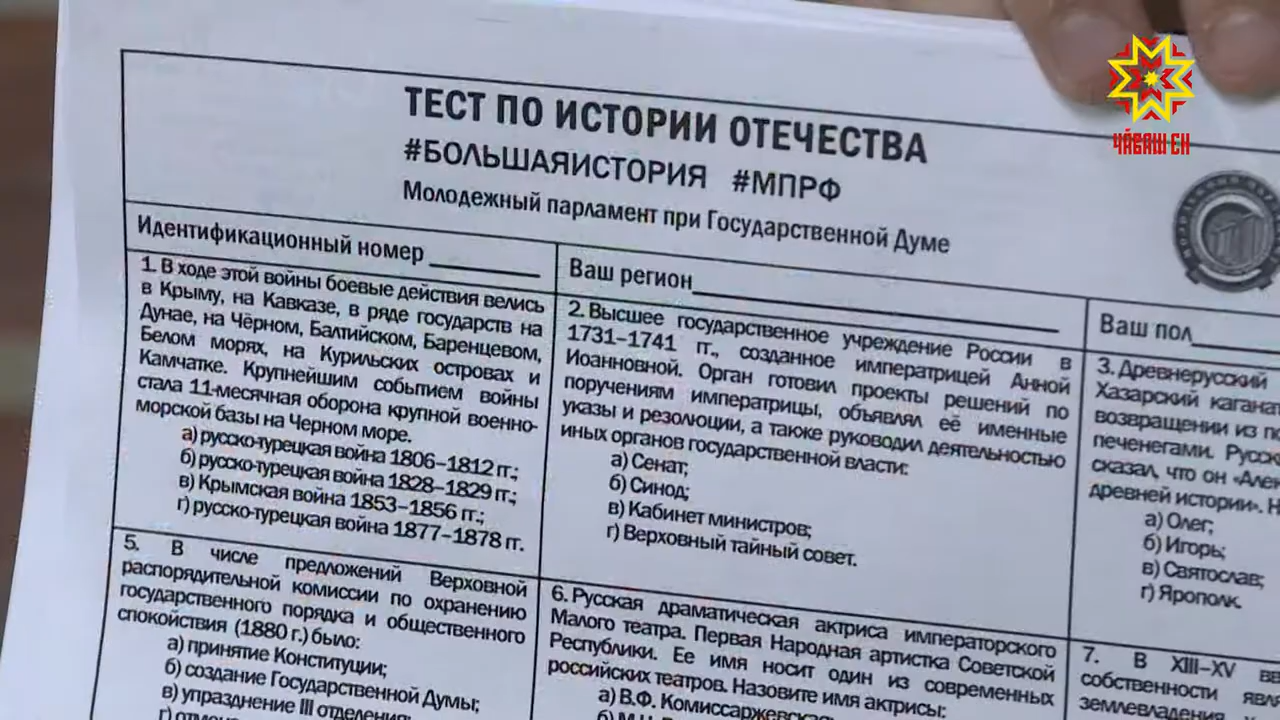 ЧӐВАШ ЕН
ТЕСТ ПО ИСТОРИИ ОТЕЧЕСТВА
#БОЛЬШАЯИСТОРИЯ #МПРФ
Молодежный парламент при Государственной Думе
Идентификационный номер
Ваш регион
Ваш пол
1. В ходе этой войны боевые действия велись
в Крыму, на Кавказе, в ряде государств на
Дунае, на Чёрном, Балтийском, Баренцевом,
Белом морях, на Курильских островах и
Камчатке. Крупнейшим событием войны
стала 11-месячная оборона крупной военно-
морской базы на Черном море.
а) русско-турецкая война 1806–1812 гг.;
б) русско-турецкая война 1828–1829 гг.;
в) Крымская война 1853–1856 гг.;
г) русско-турецкая война 1877–1878 гг.
2. Высшее государственное учреждение России в
1731–1741 гг., созданное императрицей Анной
Иоанновной. Орган готовил проекты решений по
поручениям императрицы, объявлял её именные
указы и резолюции, а также руководил деятельностью
иных органов государственной власти:
а) Сенат;
б) Синод;
в) Кабинет министров;
г) Верховный тайный совет.
3. Древнерусский
Хазарский
возвращении из
печенегами.
сказал, что он
древней истории».
а) Олег;
б) Игорь;
в) Святослав;
г) Ярополк.
5. В числе предложений Верховной
распорядительной комиссии по охранению
государственного порядка и общественного
спокойствия (1880 г.) было:
а) принятие Конституции;
б) создание Государственной Думы;
в) упразднение III отделения;
6. Русская драматическая актриса императорского
Малого театра. Первая Народная артистка Советской
Республики. Ее имя носит один из современных
российских театров. Назовите имя актрисы:
а) В.Ф. Комиссаржевская;
7. В XIII–XV
собственности
землевладения